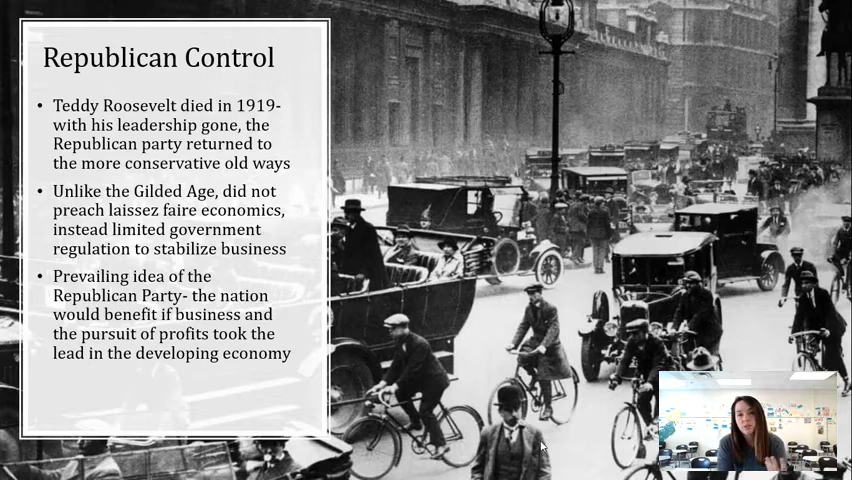 Republican Control
• Teddy Roosevelt died in 1919-
with his leadership gone, the
Republican party returned to
the more conservative old ways
• Unlike the Gilded Age, did not
preach laissez faire economics,
instead limited government
regulation to stabilize business
• Prevailing idea of the
Republican Party- the nation
would benefit if business and
the pursuit of profits took the
lead in the developing economy